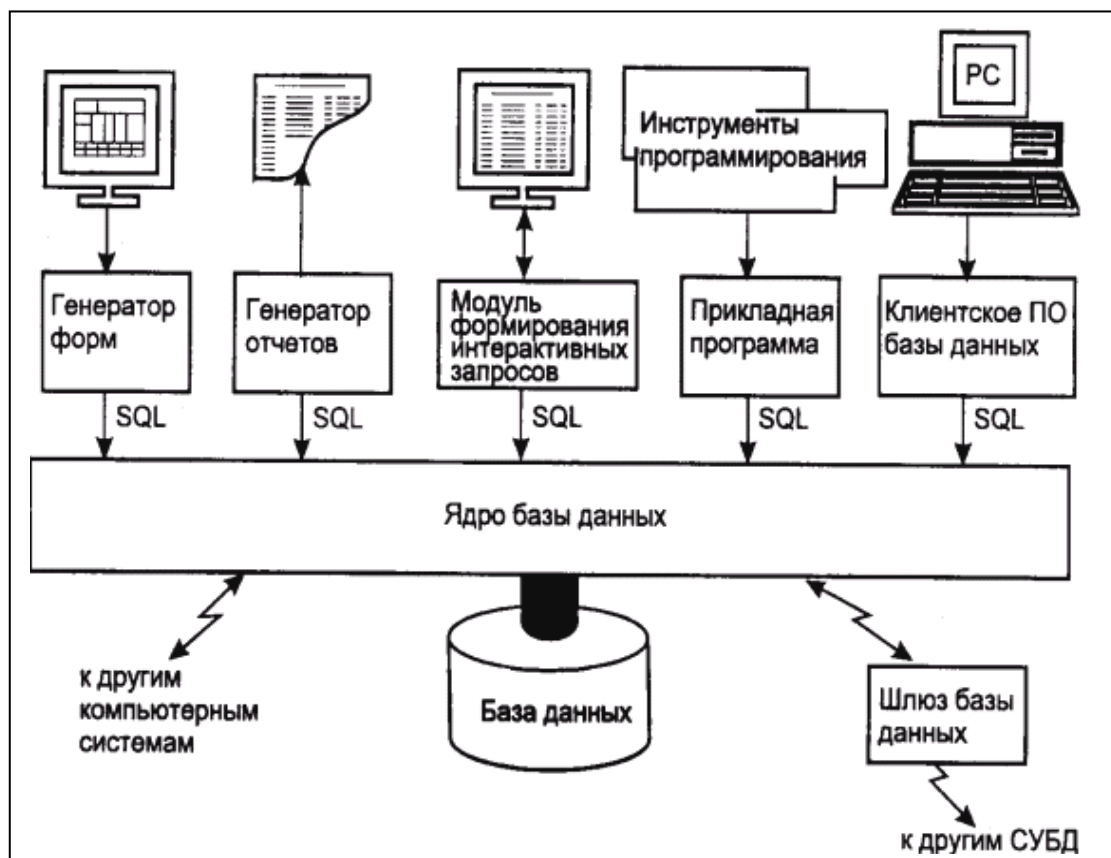 PC
Инструменты
программирования
Генератор
форм
Генератор
отчетов
Модуль
формирования
интерактивных
запросов
Прикладная
программа
Клиентское ПО
базы данных
SQL
SQL
SQL
SQL
SQL
Ядро базы данных
к другим
компьютерным
системам
База данных
Шлюз базы
данных
к другим СУБД